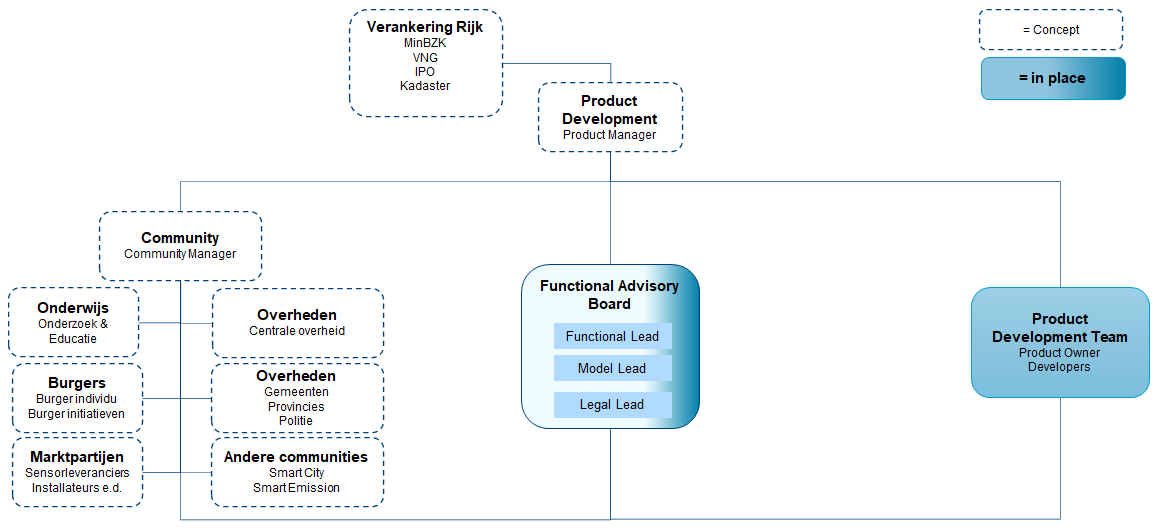 Verankering Rijk
MinBZK
VNG
IPO
Kadaster
= Concept
= in place
Product
Development
Product Manager
Community
Community Manager
Onderwijs
Onderzoek &
Educatie
Overheden
Centrale overheid
Burgers
Burger individu
Burger initiatieven
Overheden
Gemeenten
Provincies
Politie
Marktpartijen
Sensorleveranciers
Installateurs e.d.
Andere communities
Smart City
Smart Emission
Functional Advisory
Board
Functional Lead
Model Lead
Legal Lead
Product
Development Team
Product Owner
Developers